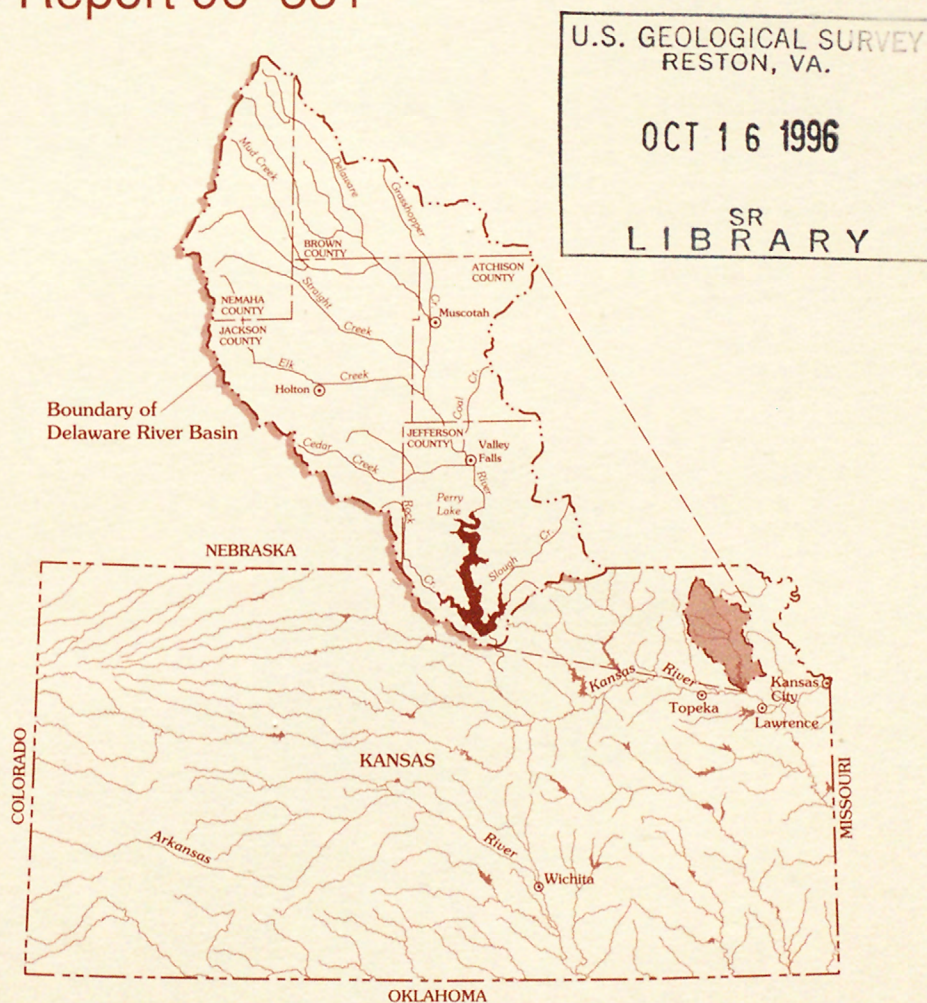 U.S. GEOLOGICAL SURVEY
RESTON, VA.
OCT 16 1996
SR
LIBRARY
Mud Creek
Delaware
Grasshopper
Cr.
BROWN
COUNTY
ATCHISON
COUNTY
NEMAHA
COUNTY
JACKSON
COUNTY
Straight
Creek
Muscotah
Elk
Creek
Holton
Coal
Cr.
Boundary of
Delaware River Basin
JEFFERSON
COUNTY
Valley
Falls
Cedar
Creek
River
Perry
Lake
Rock
Cr.
Slough
Cr.
NEBRASKA
Kansas
River
Topeka
Kansas
City
Lawrence
COLORADO
KANSAS
MISSOURI
Arkansas
River
Wichita
OKLAHOMA